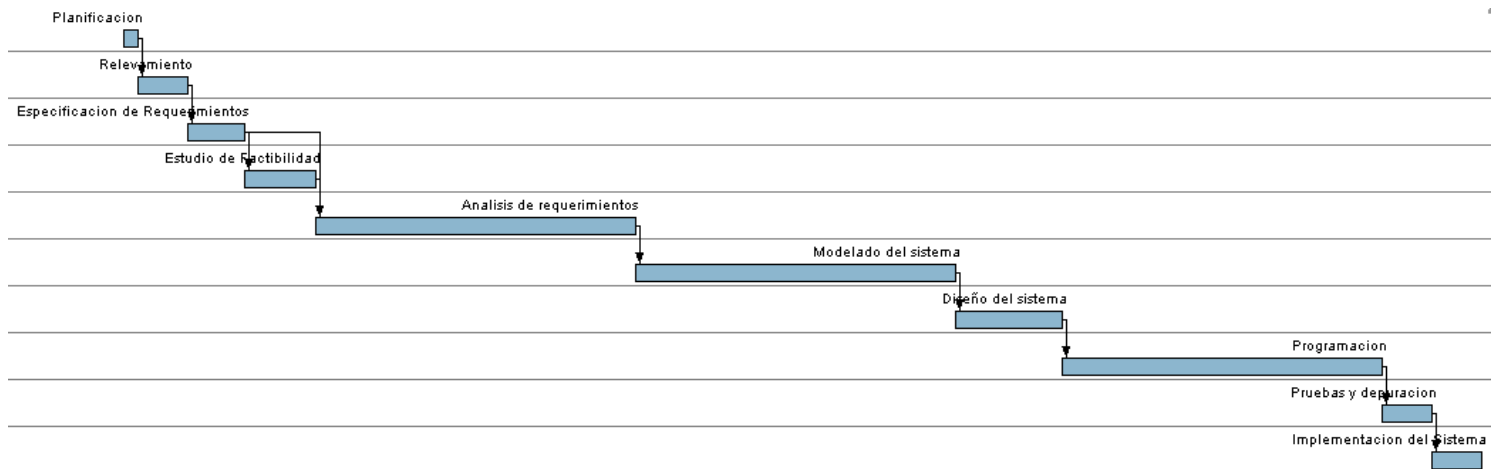 Planificacion
Relevamiento
Especificacion de Requerimientos
Estudio de Factibilidad
Analisis de requerimientos
Modelado del sistema
Diseño del sistema
Programacion
Pruebas y depuracion
Implementacion del Sistema